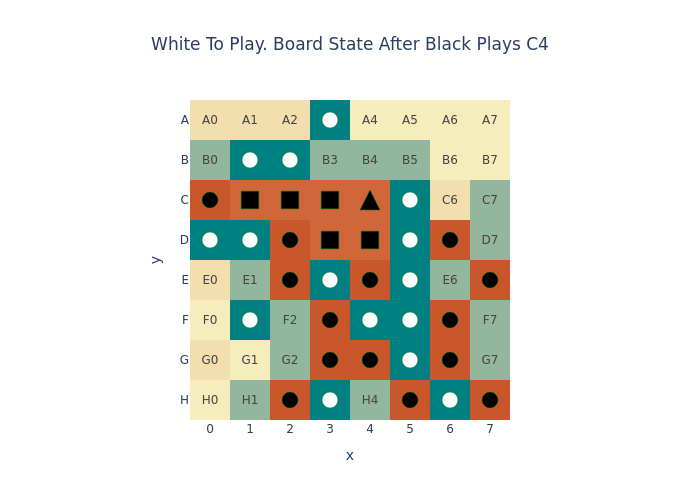 White To Play. Board State After Black Plays C4
A A0 A1 A2 A4 A5 A6 A7
B B0 B3 B4 B5 B6 B7
C C6 C7
D D7
E E0 E1 E6
F F0 F2 F7
G G0 G1 G2 G7
H H0 H1 H4
0 1 2 3 4 5 6 7
x
y